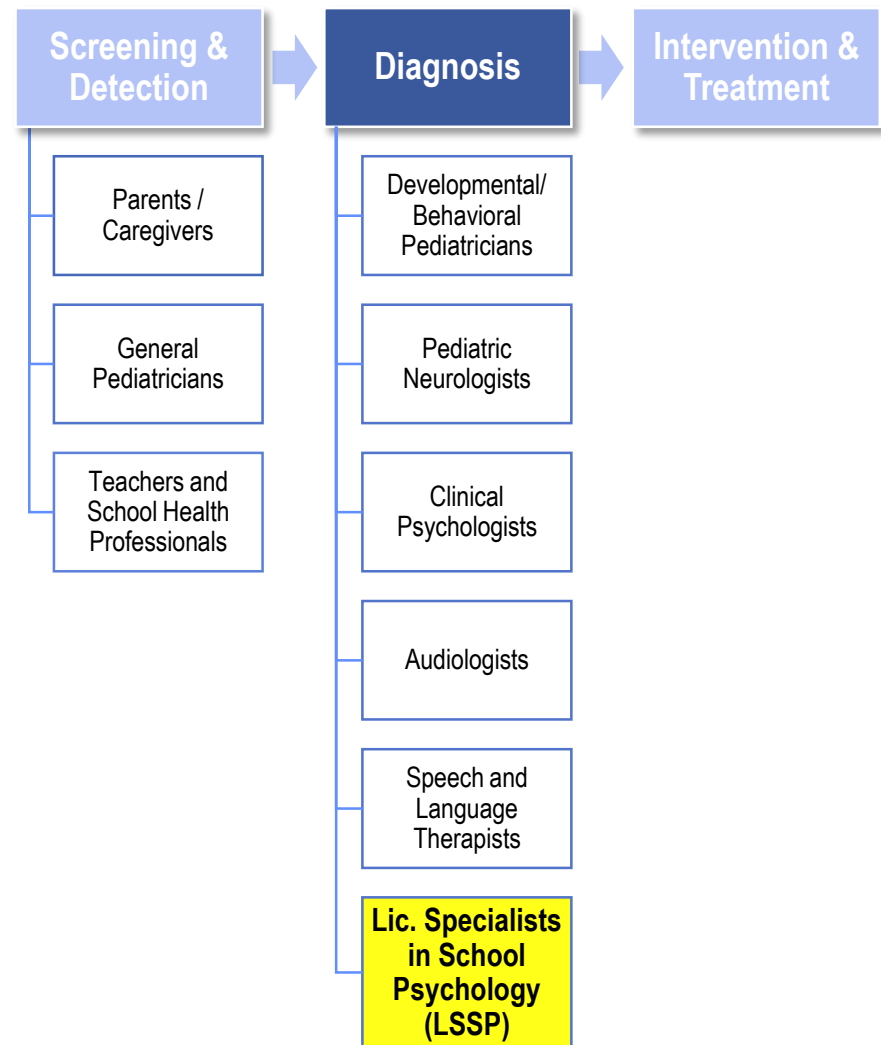 Screening &
Detection
Diagnosis
Intervention &
Treatment
Parents /
Caregivers
General
Pediatricians
Teachers and
School Health
Professionals
Developmental/
Behavioral
Pediatricians
Pediatric
Neurologists
Clinical
Psychologists
Audiologists
Speech and
Language
Therapists
Lic. Specialists
in School
Psychology
(LSSP)